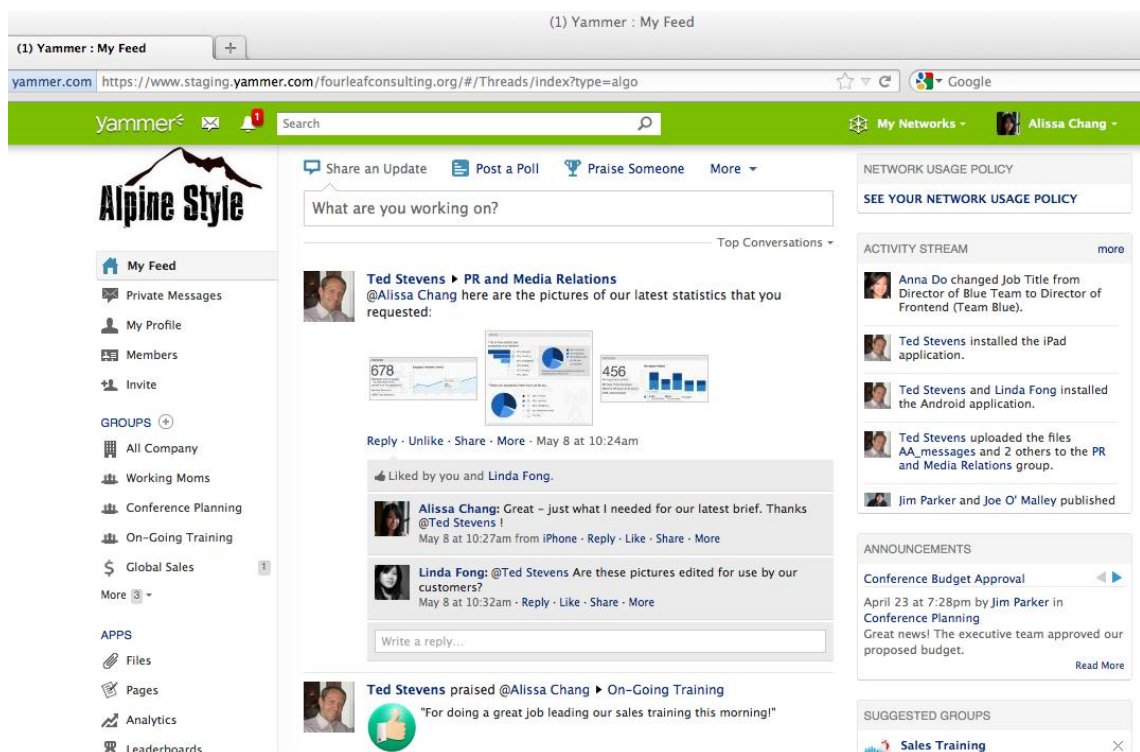 (1) Yammer : My Feed
(1) Yammer : My Feed
+
yammer.com https://www.staging.yammer.com/fourleafconsulting.org/#/Threads/index?type=algo
Google
yammer
1
Search
My Networks
Alissa Chang
Alpine Style
My Feed
Private Messages
My Profile
Members
Invite
GROUPS
All Company
Working Moms
Conference Planning
On-Going Training
Global Sales 1
More 3
APPS
Files
Pages
Analytics
Leaderboards
Share an Update Post a Poll Praise Someone More
What are you working on?
Top Conversations
Ted Stevens ▸ PR and Media Relations
@Alissa Chang here are the pictures of our latest statistics that you
requested:
678
456
Reply · Unlike · Share · More · May 8 at 10:24am
Liked by you and Linda Fong.
Alissa Chang: Great – just what I needed for our latest brief. Thanks
@Ted Stevens !
May 8 at 10:27am from iPhone · Reply · Like · Share · More
Linda Fong: @Ted Stevens Are these pictures edited for use by our
customers?
May 8 at 10:32am · Reply · Like · Share · More
Write a reply...
Ted Stevens praised @Alissa Chang ▸ On-Going Training
"For doing a great job leading our sales training this morning!"
NETWORK USAGE POLICY
SEE YOUR NETWORK USAGE POLICY
ACTIVITY STREAM more
Anna Do changed Job Title from
Director of Blue Team to Director of
Frontend (Team Blue).
Ted Stevens installed the iPad
application.
Ted Stevens and Linda Fong installed
the Android application.
Ted Stevens uploaded the files
AA_messages and 2 others to the PR
and Media Relations group.
Jim Parker and Joe O' Malley published
ANNOUNCEMENTS
Conference Budget Approval
April 23 at 7:28pm by Jim Parker in
Conference Planning
Great news! The executive team approved our
proposed budget.
Read More
SUGGESTED GROUPS
Sales Training